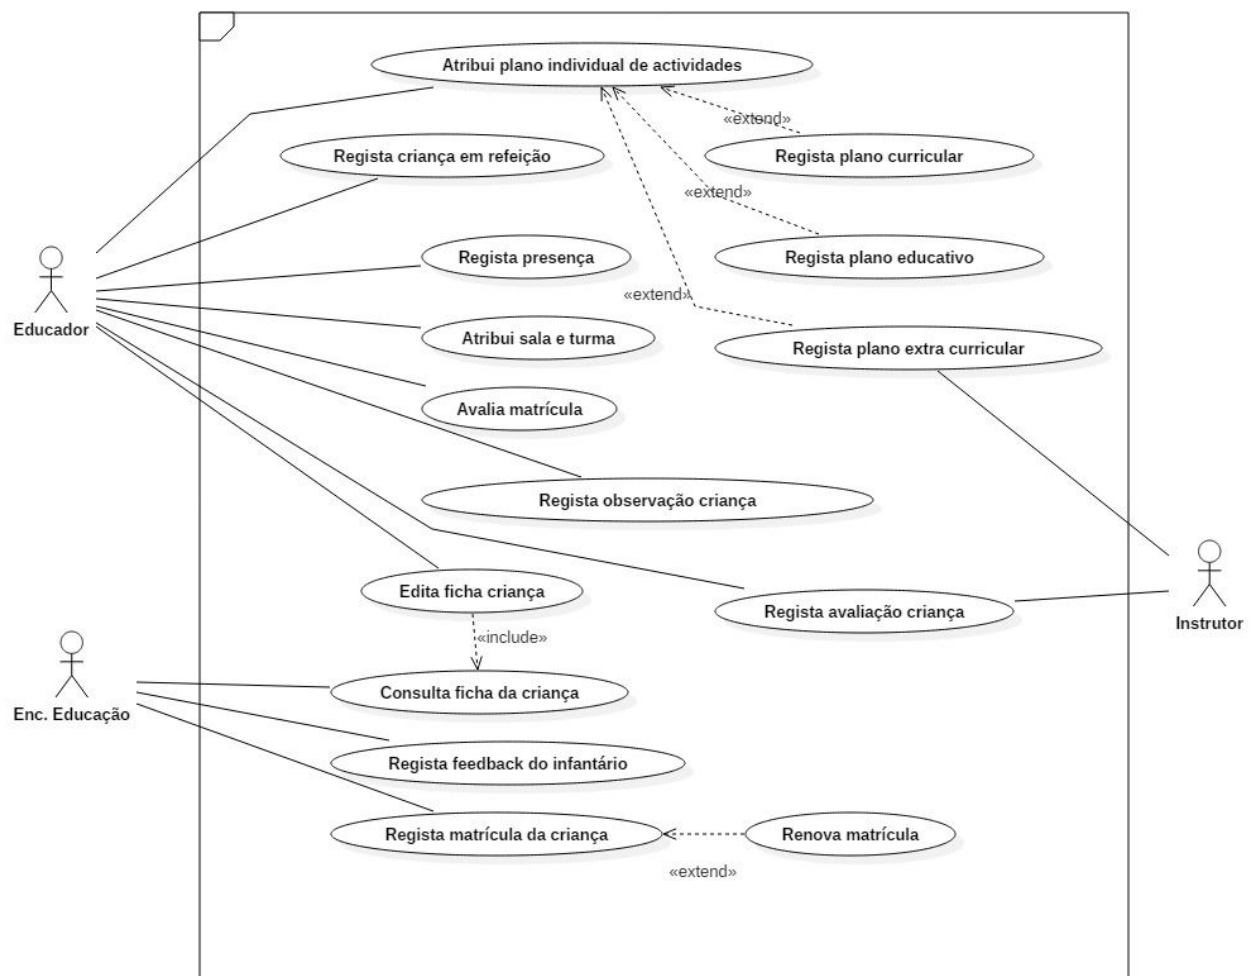 Atribui plano individual de actividades
«extend»
Regista criança em refeição
Regista plano curricular
«extend»
Regista presença
Regista plano educativo
«extend»
Educador
Atribui sala e turma
Regista plano extra curricular
Avalia matrícula
Regista observação criança
Edita ficha criança
Regista avaliação criança
Instrutor
«include»
Consulta ficha da criança
Enc. Educação
Regista feedback do infantário
Regista matrícula da criança
Renova matrícula
«extend»